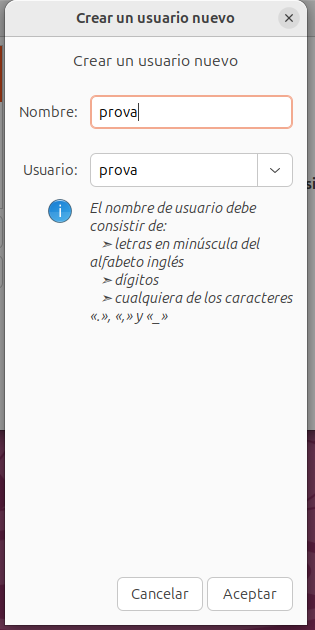 Crear un usuario nuevo
Crear un usuario nuevo
Nombre: prova
Usuario: prova
El nombre de usuario debe
consistir de:
➣ letras en minúscula del
alfabeto inglés
➣ dígitos
➣ cualquiera de los caracteres
«.», «,» y «_»
Cancelar Aceptar